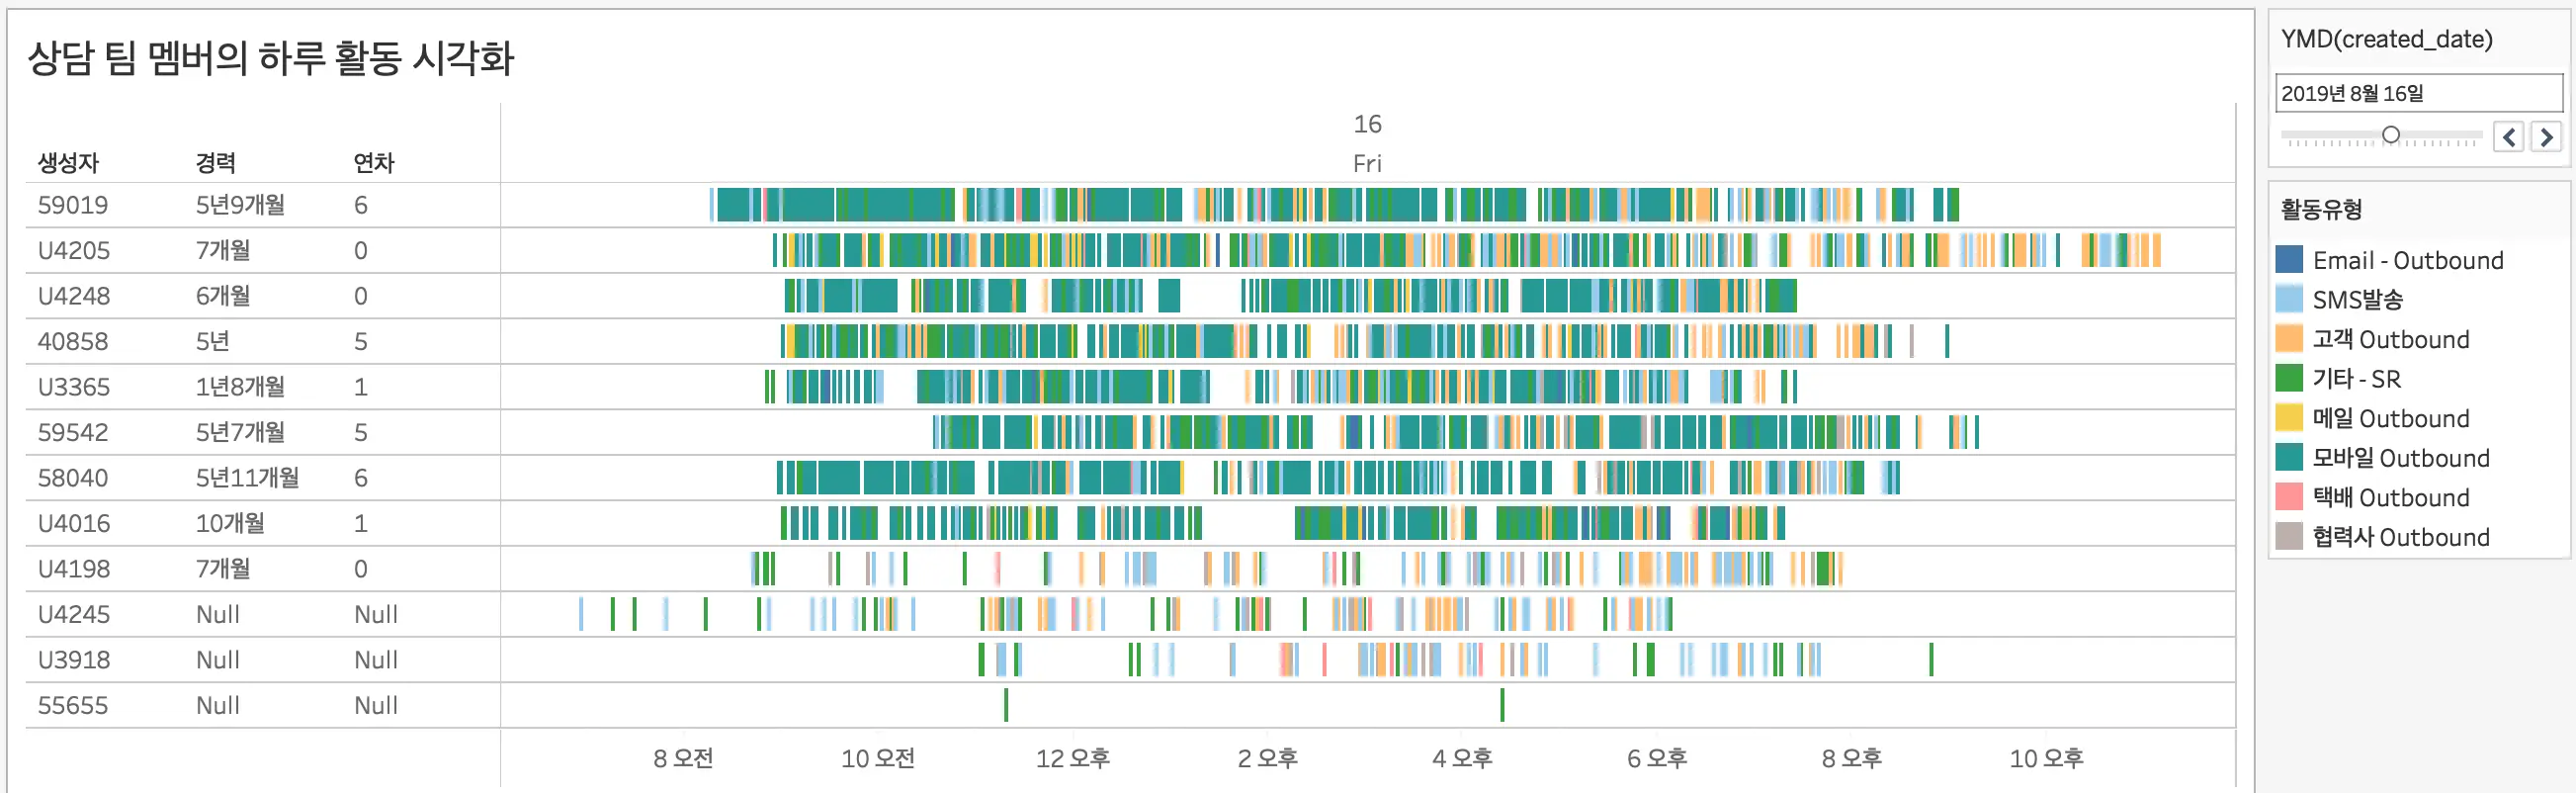 상담 팀 멤버의 하루 활동 시각화
16
Fri
생성자 경력 연차
59019 5년9개월 6
U4205 7개월 0
U4248 6개월 0
40858 5년 5
U3365 1년8개월 1
59542 5년7개월 5
58040 5년11개월 6
U4016 10개월 1
U4198 7개월 0
U4245 Null Null
U3918 Null Null
55655 Null Null
8 오전 10 오전 12 오후 2 오후 4 오후 6 오후 8 오후 10 오후
YMD(created_date)
2019년 8월 16일
활동유형
Email - Outbound
SMS발송
고객 Outbound
기타 - SR
메일 Outbound
모바일 Outbound
택배 Outbound
협력사 Outbound